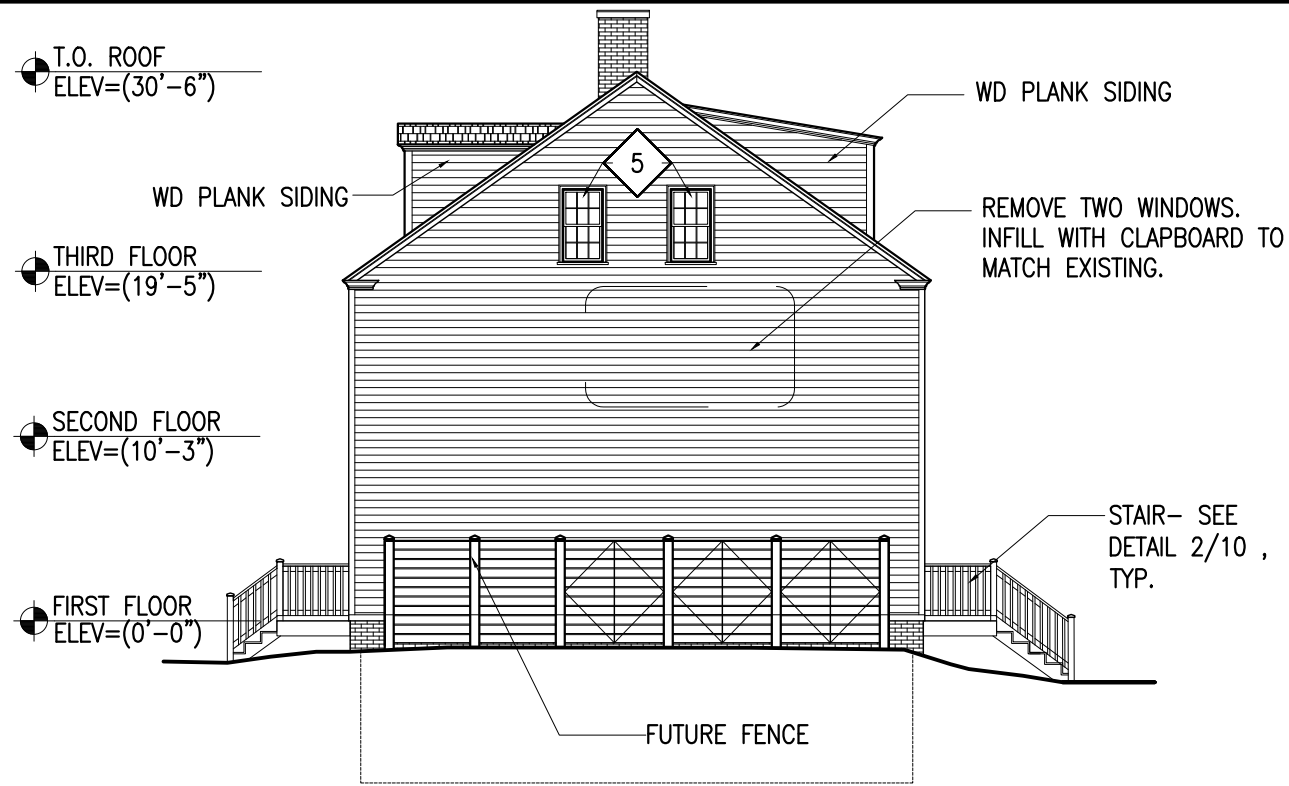 T.O. ROOF
ELEV=(30'-6")
WD PLANK SIDING
5
WD PLANK SIDING
REMOVE TWO WINDOWS.
INFILL WITH CLAPBOARD TO
MATCH EXISTING.
THIRD FLOOR
ELEV=(19'-5")
SECOND FLOOR
ELEV=(10'-3")
STAIR- SEE
DETAIL 2/10 ,
TYP.
FIRST FLOOR
ELEV=(0'-0")
FUTURE FENCE